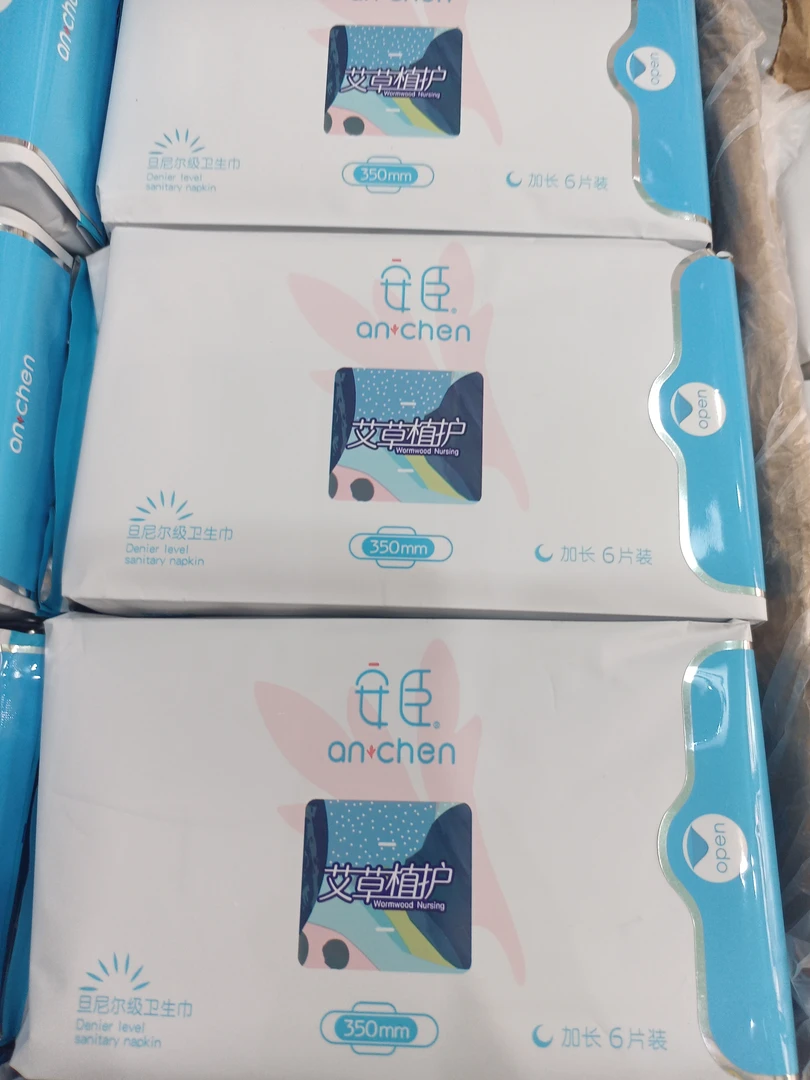 an chen
艾草植护
Wormwood Nursing
open
旦尼尔级卫生巾
Denier level
sanitary napkin
350mm
加长 6片装
安臣®
an chen
艾草植护
Wormwood Nursing
open
旦尼尔级卫生巾
Denier level
sanitary napkin
350mm
加长 6片装
an chen
安臣®
an chen
艾草植护
Wormwood Nursing
open
旦尼尔级卫生巾
Denier level
sanitary napkin
350mm
加长 6片装